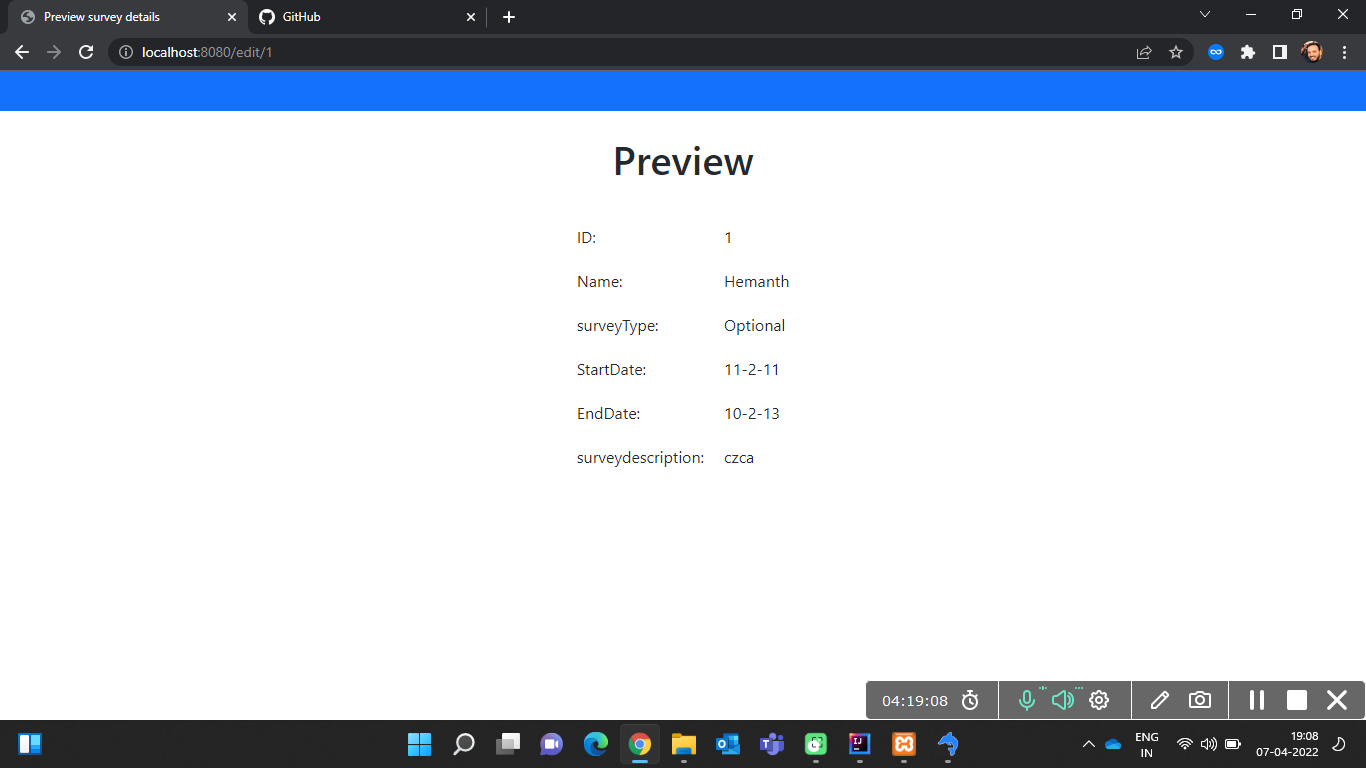 Preview survey details
GitHub
localhost:8080/edit/1
Preview
ID: 1
Name: Hemanth
surveyType: Optional
StartDate: 11-2-11
EndDate: 10-2-13
surveydescription: czca
04:19:08
ENG
IN
19:08
07-04-2022